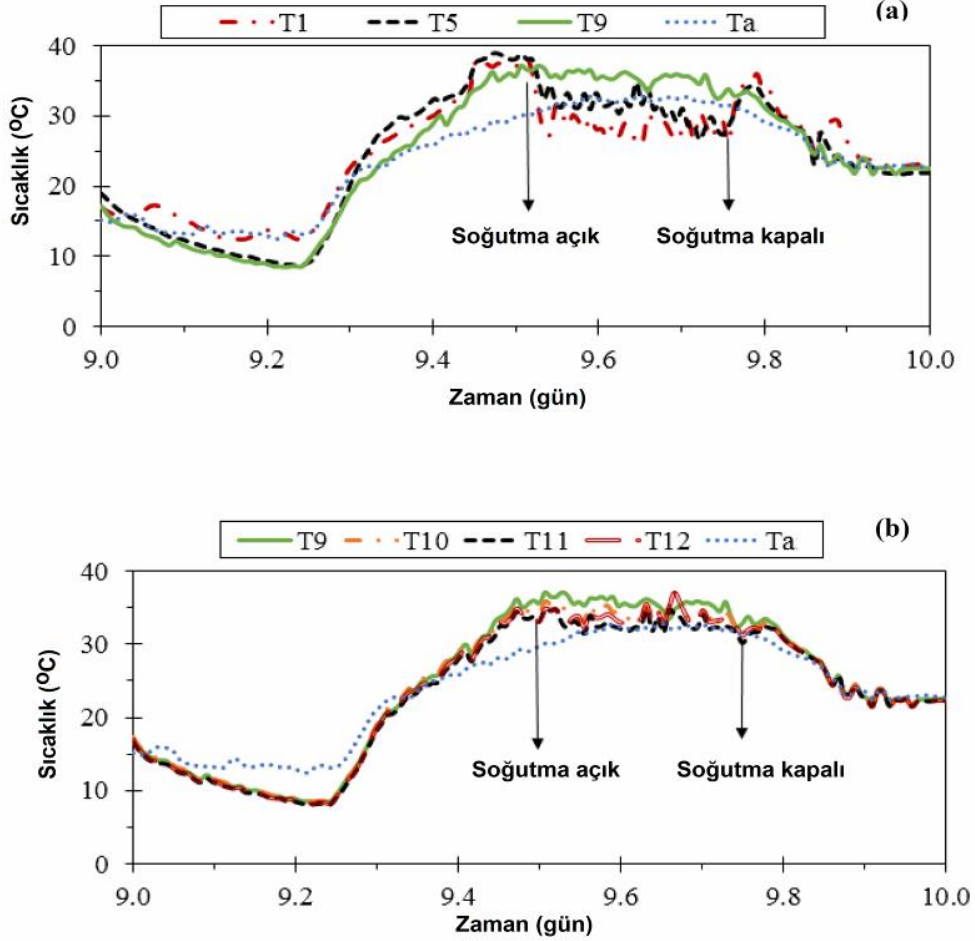 (a)
T1 T5 T9 Ta
40
30
20
10
0
Sıcaklık (ºC)
Soğutma açık Soğutma kapalı
9.0 9.2 9.4 9.6 9.8 10.0
Zaman (gün)
(b)
T9 T10 T11 T12 Ta
40
30
20
10
0
Sıcaklık (ºC)
Soğutma açık Soğutma kapalı
9.0 9.2 9.4 9.6 9.8 10.0
Zaman (gün)